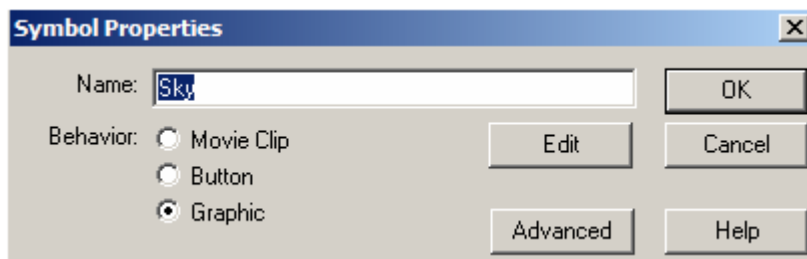 Symbol Properties
Name: Sky OK
Behavior: Movie Clip Edit Cancel
Button
Graphic
Advanced Help